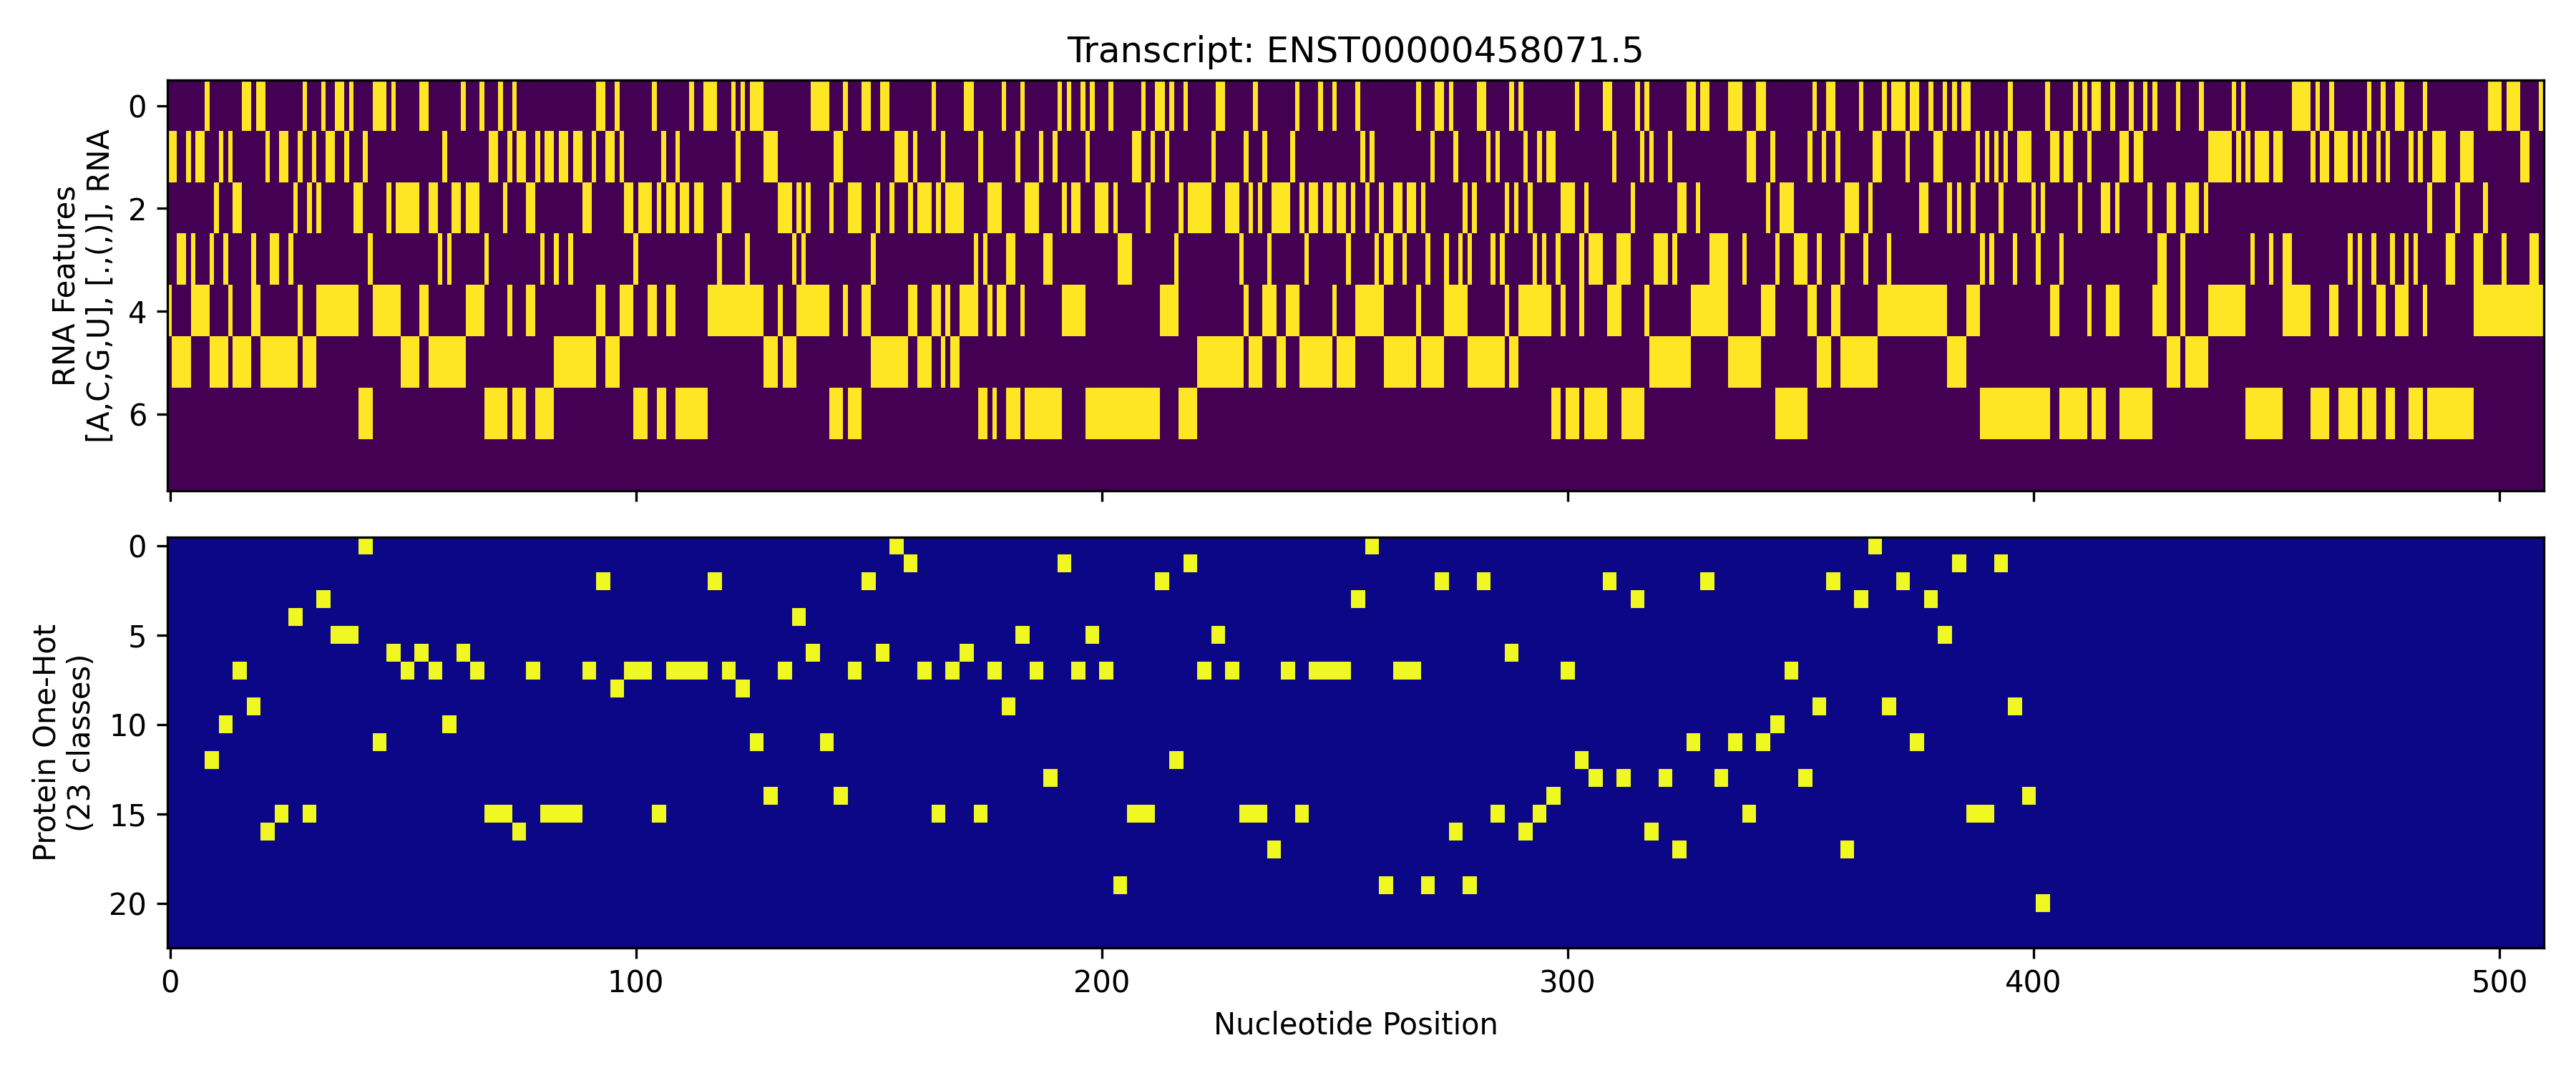 Transcript: ENST00000458071.5
RNA Features
[A,C,G,U], [.,(,)], RNA
0
2
4
6
Protein One-Hot
(23 classes)
0
5
10
15
20
0
100
200
300
400
500
Nucleotide Position